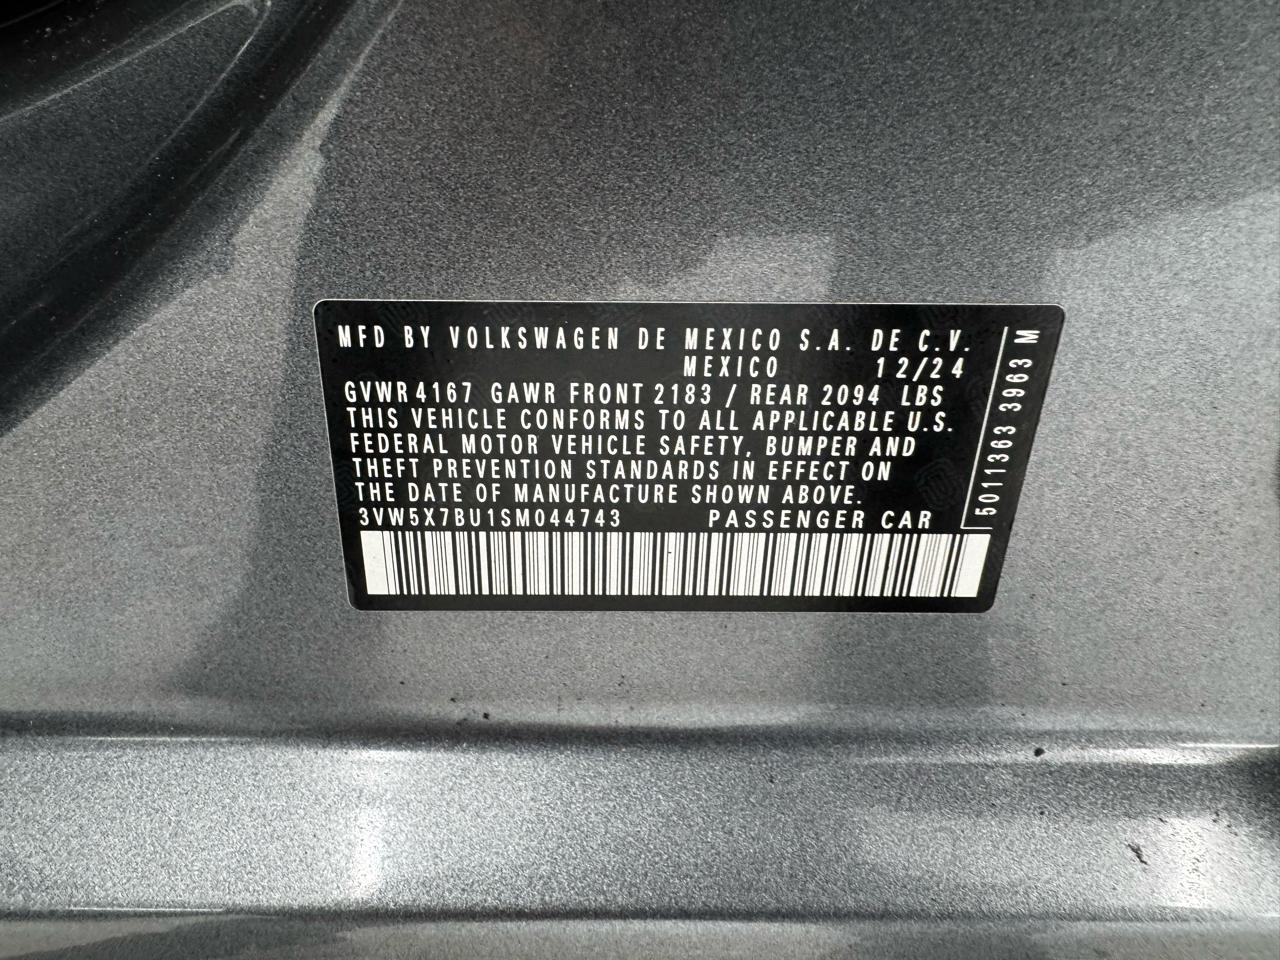 MFD BY VOLKSWAGEN DE MEXICO S.A. DE C.V.
MEXICO 12/24
GVWR 4167 GAWR FRONT 2183 / REAR 2094 LBS
THIS VEHICLE CONFORMS TO ALL APPLICABLE U.S.
FEDERAL MOTOR VEHICLE SAFETY, BUMPER AND
THEFT PREVENTION STANDARDS IN EFFECT ON
THE DATE OF MANUFACTURE SHOWN ABOVE.
3VW5X7BU1SM044743 PASSENGER CAR
5011363 3963 M